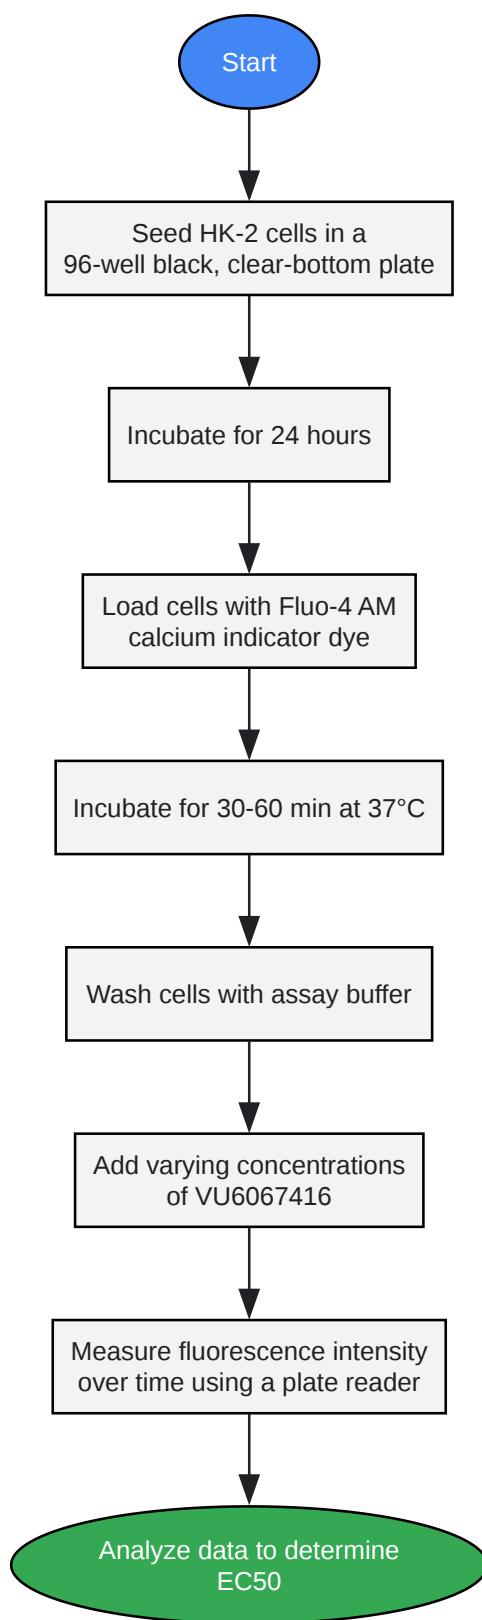 Start
Seed HK-2 cells in a
96-well black, clear-bottom plate
Incubate for 24 hours
Load cells with Fluo-4 AM
calcium indicator dye
Incubate for 30-60 min at 37°C
Wash cells with assay buffer
Add varying concentrations
of VU6067416
Measure fluorescence intensity
over time using a plate reader
Analyze data to determine
EC50